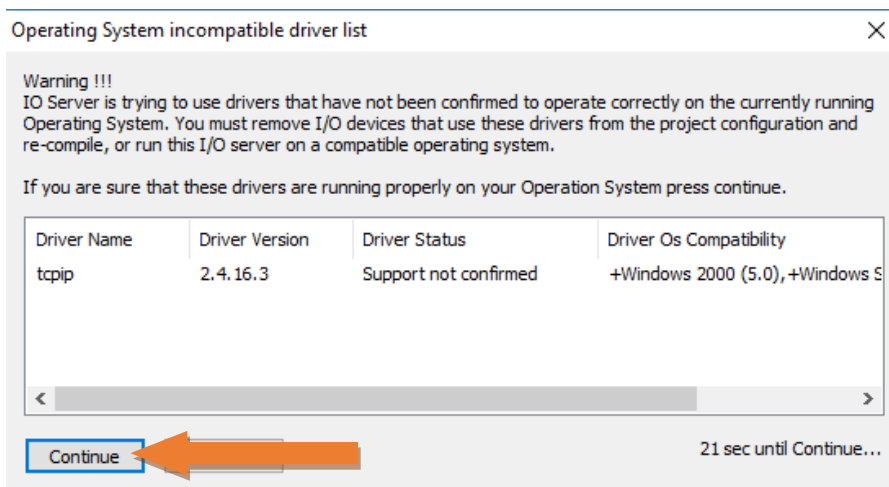 Operating System incompatible driver list
Warning !!!
IO Server is trying to use drivers that have not been confirmed to operate correctly on the currently running
Operating System. You must remove I/O devices that use these drivers from the project configuration and
re-compile, or run this I/O server on a compatible operating system.
If you are sure that these drivers are running properly on your Operation System press continue.
Driver Name Driver Version Driver Status Driver Os Compatibility
tcpip 2.4.16.3 Support not confirmed +Windows 2000 (5.0),+Windows S
Continue 21 sec until Continue...